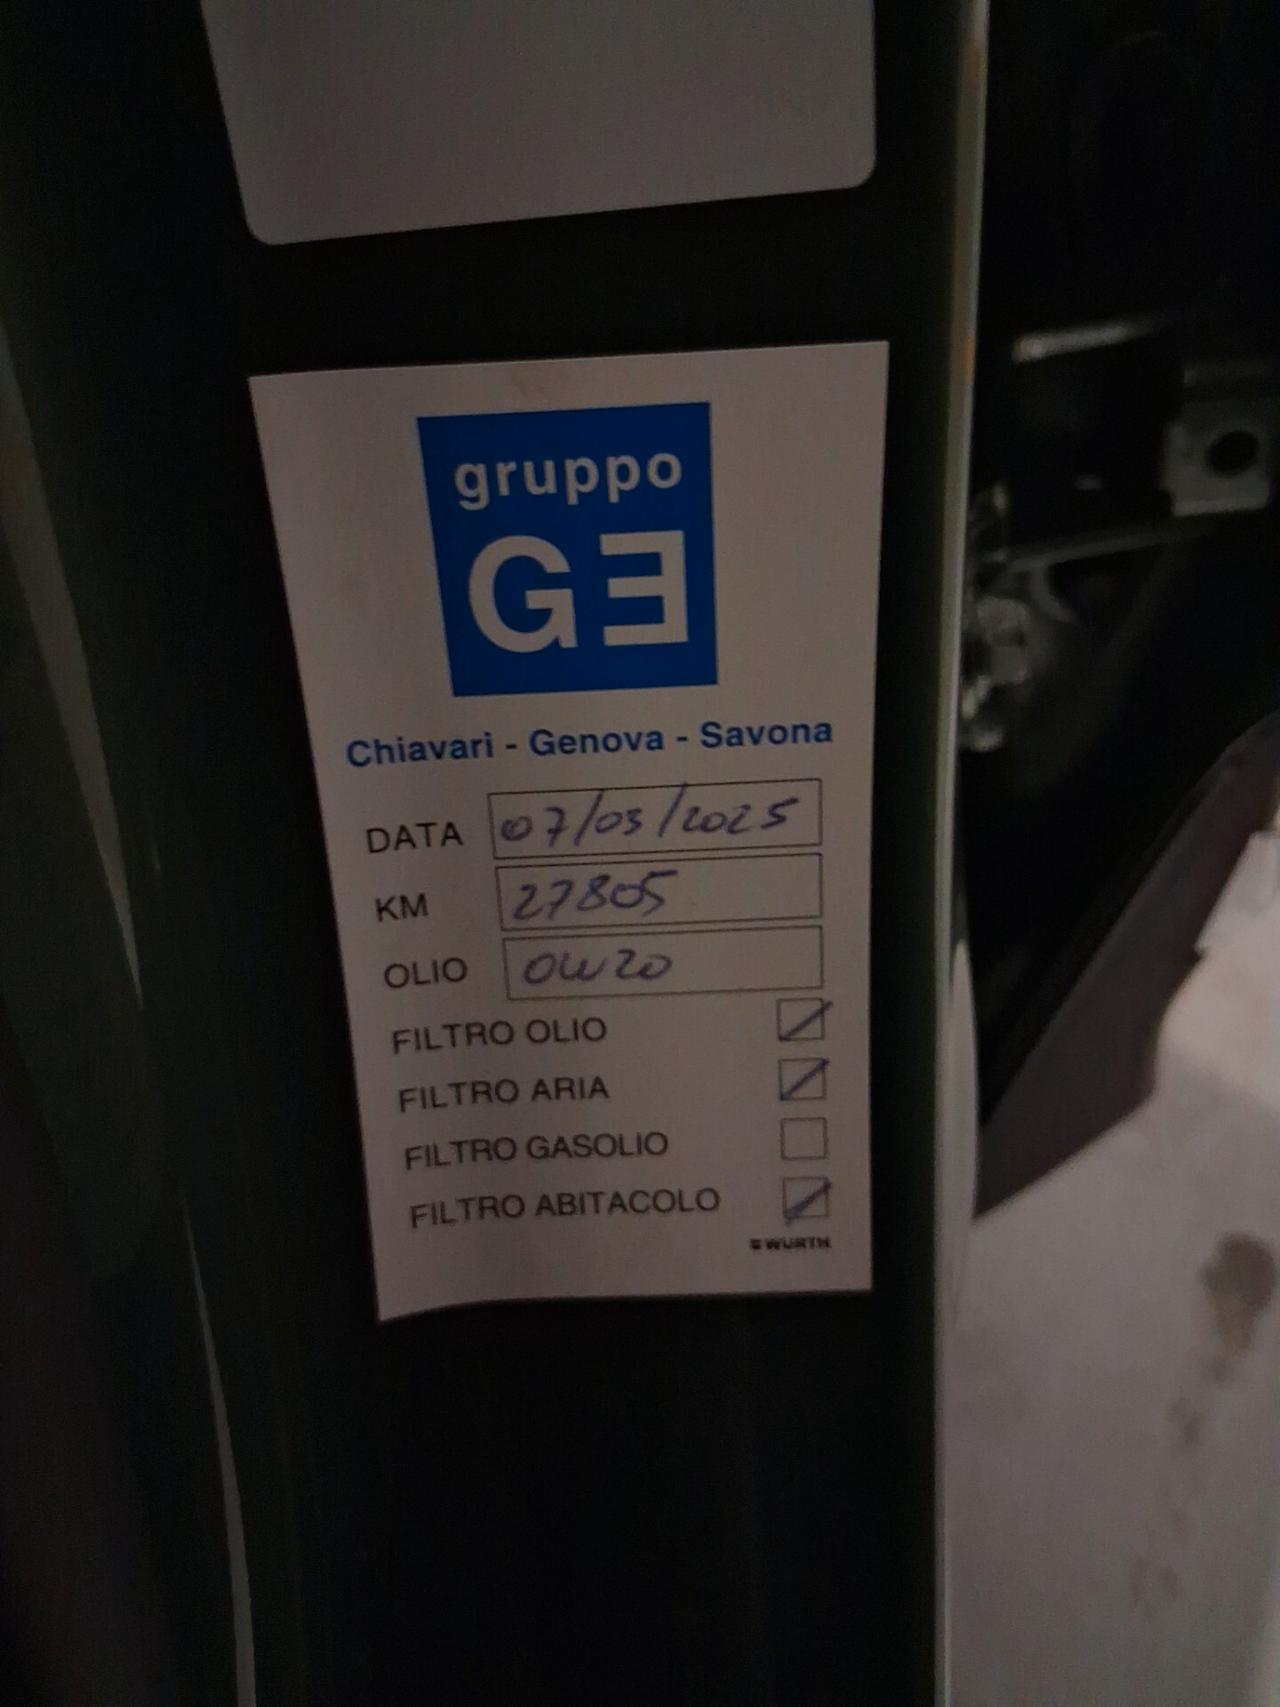 gruppo
GE
Chiavari - Genova - Savona
DATA 07/03/2025
KM 27805
OLIO 0W20
FILTRO OLIO
FILTRO ARIA
FILTRO GASOLIO
FILTRO ABITACOLO
WURTH